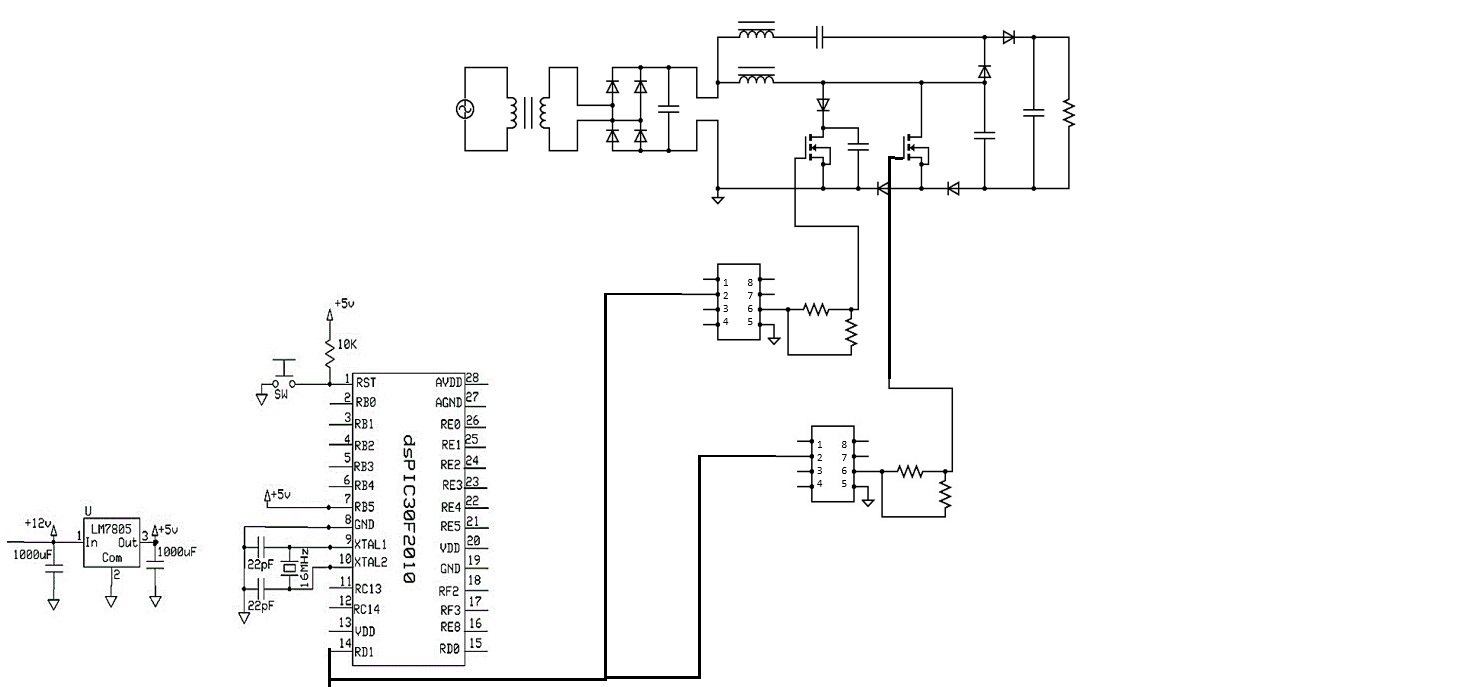 1 8
2 7
3 6
4 5
+5v
10K
SW
1 RST AVDD 28
2 RB0 AGND 27
3 RB1 RE0 26
4 RB2 RE1 25
5 RB3 RE2 24
6 RB4 RE3 23
7 RB5 RE4 22
8 GND RE5 21
9 XTAL1 VDD 20
10 XTAL2 GND 19
11 RC13 RF2 18
12 RC14 RF3 17
13 VDD RE8 16
14 RD1 RD0 15
dsPIC30F2010
+5v
22pF
16MHz
22pF
1 8
2 7
3 6
4 5
U
+12v
LM7805
+5v
1 In Out 3
Com
2
1000uF
1000uF